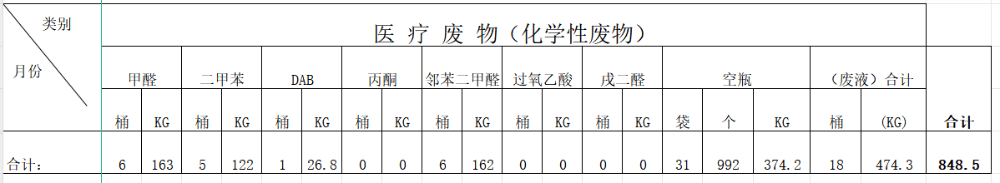 类别
医 疗 废 物（化学性废物）
月份
甲醛 二甲苯 DAB 丙酮 邻苯二甲醛 过氧乙酸 戌二醛 空瓶 （废液）合计
桶 KG 桶 KG 桶 KG 桶 KG 桶 KG 桶 KG 桶 KG 袋 个 KG 桶 (KG) 合计
合计： 6 163 5 122 1 26.8 0 0 6 162 0 0 0 0 31 992 374.2 18 474.3 848.5